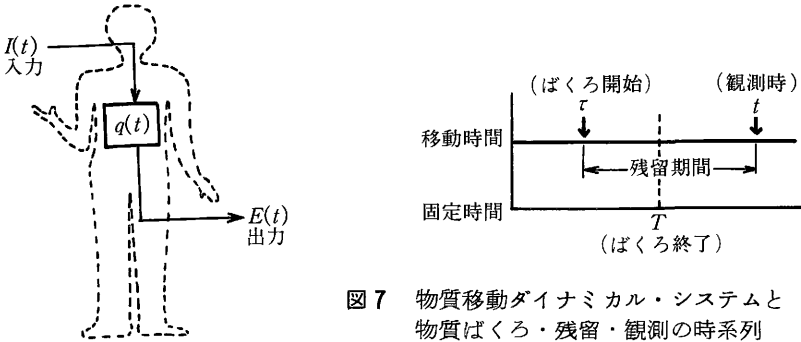 I(t)
入力
q(t)
E(t)
出力
(ばくろ開始)
τ
(観測時)
t
移動時間
残留期間
固定時間
T
(ばくろ終了)
図7 物質移動ダイナミカル・システムと
物質ばくろ・残留・観測の時系列